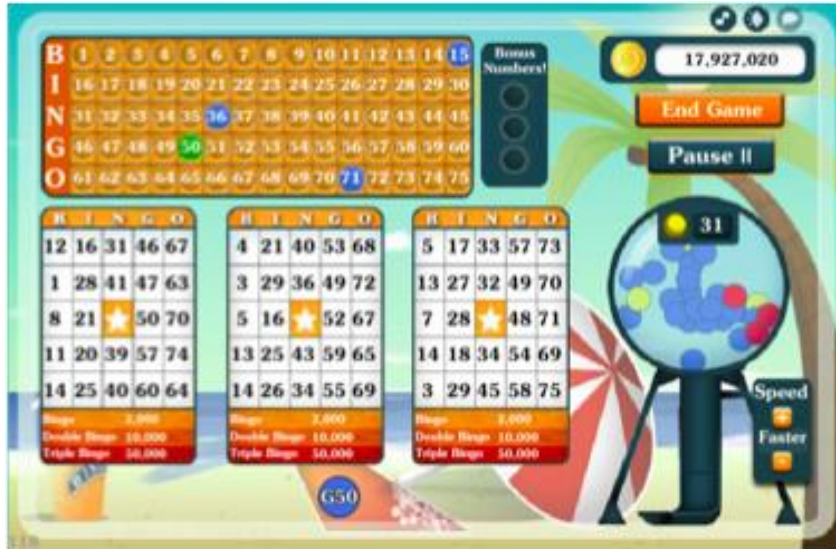 B 1 2 3 4 5 6 7 8 9 10 11 12 13 14 15
I 16 17 18 19 20 21 22 23 24 25 26 27 28 29 30
N 31 32 33 34 35 36 37 38 39 40 41 42 43 44 45
G 46 47 48 49 50 51 52 53 54 55 56 57 58 59 60
O 61 62 63 64 65 66 67 68 69 70 71 72 73 74 75
Bonus
Numbers!
17,927,020
End Game
Pause II
31
B I N G O
12 16 31 46 67
1 28 41 47 63
8 21 50 70
11 20 39 57 74
14 25 40 60 64
Bingo 2,000
Double Bingo 10,000
Triple Bingo 50,000
B I N G O
4 21 40 53 68
3 29 36 49 72
5 16 52 67
13 25 43 59 65
14 26 34 55 69
Bingo 2,000
Double Bingo 10,000
Triple Bingo 50,000
B I N G O
5 17 33 57 73
13 27 32 49 70
7 28 48 71
14 18 34 54 69
3 29 45 58 75
Bingo 2,000
Double Bingo 10,000
Triple Bingo 50,000
G50
Speed
+
Faster
-